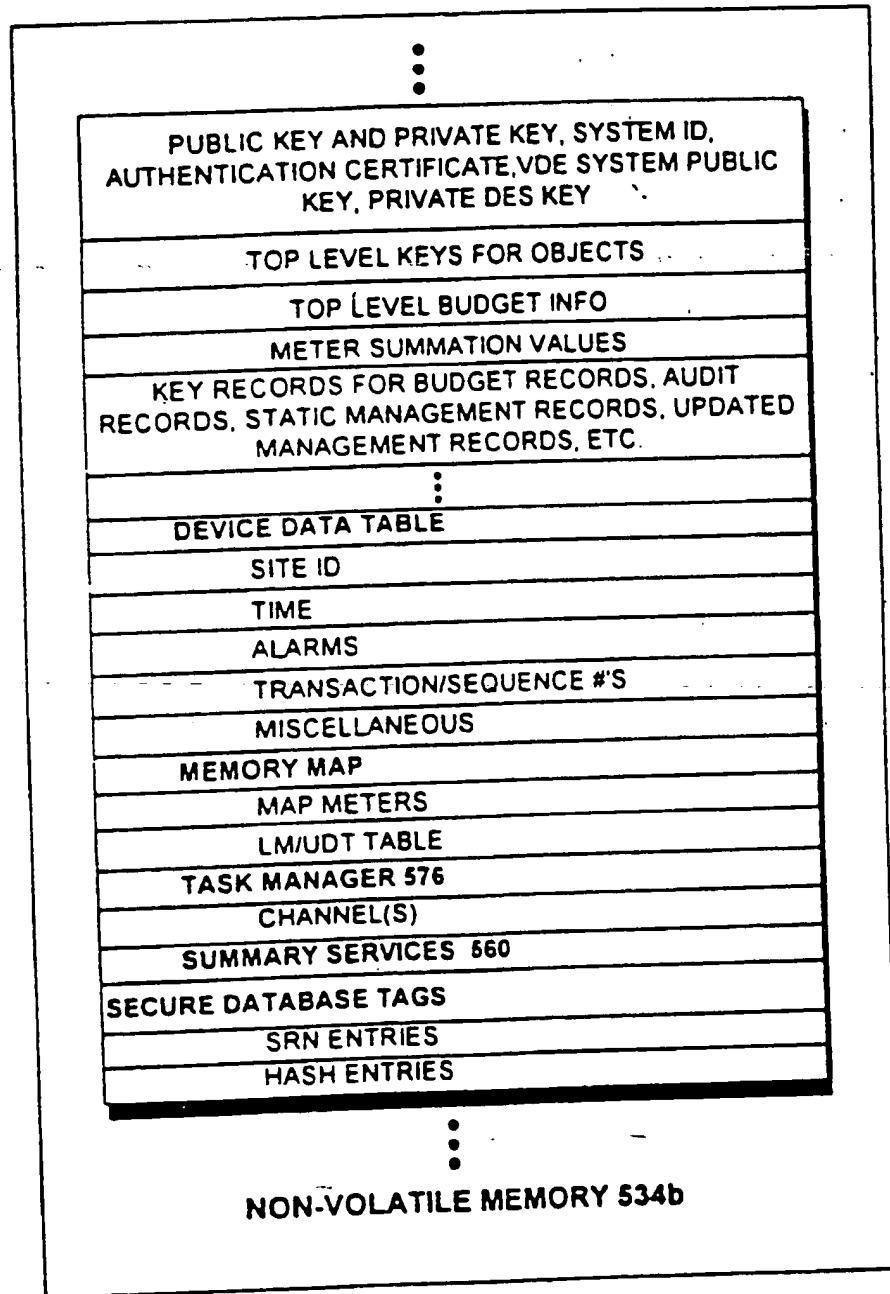 PUBLIC KEY AND PRIVATE KEY, SYSTEM ID,
AUTHENTICATION CERTIFICATE,VDE SYSTEM PUBLIC
KEY, PRIVATE DES KEY
TOP LEVEL KEYS FOR OBJECTS
TOP LEVEL BUDGET INFO
METER SUMMATION VALUES
KEY RECORDS FOR BUDGET RECORDS, AUDIT
RECORDS, STATIC MANAGEMENT RECORDS, UPDATED
MANAGEMENT RECORDS, ETC.
DEVICE DATA TABLE
SITE ID
TIME
ALARMS
TRANSACTION/SEQUENCE #'S
MISCELLANEOUS
MEMORY MAP
MAP METERS
LM/UDT TABLE
TASK MANAGER 576
CHANNEL(S)
SUMMARY SERVICES 560
SECURE DATABASE TAGS
SRN ENTRIES
HASH ENTRIES
NON-VOLATILE MEMORY 534b